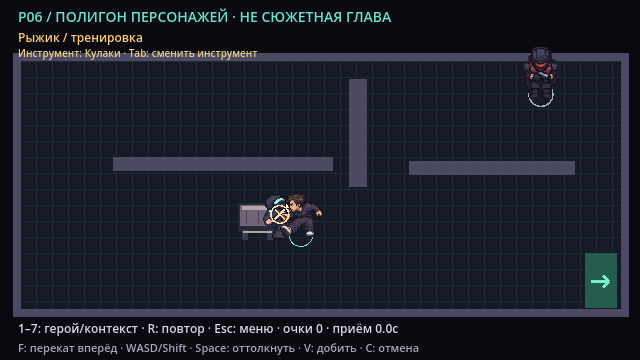 P06 / ПОЛИГОН ПЕРСОНАЖЕЙ · НЕ СЮЖЕТНАЯ ГЛАВА
Рыжик / тренировка
Инструмент: Кулаки · Tab: сменить инструмент
1–7: герой/контекст · R: повтор · Esc: меню · очки 0 · приём 0.0с
F: перекат вперёд · WASD/Shift · Space: оттолкнуть · V: добить · C: отмена